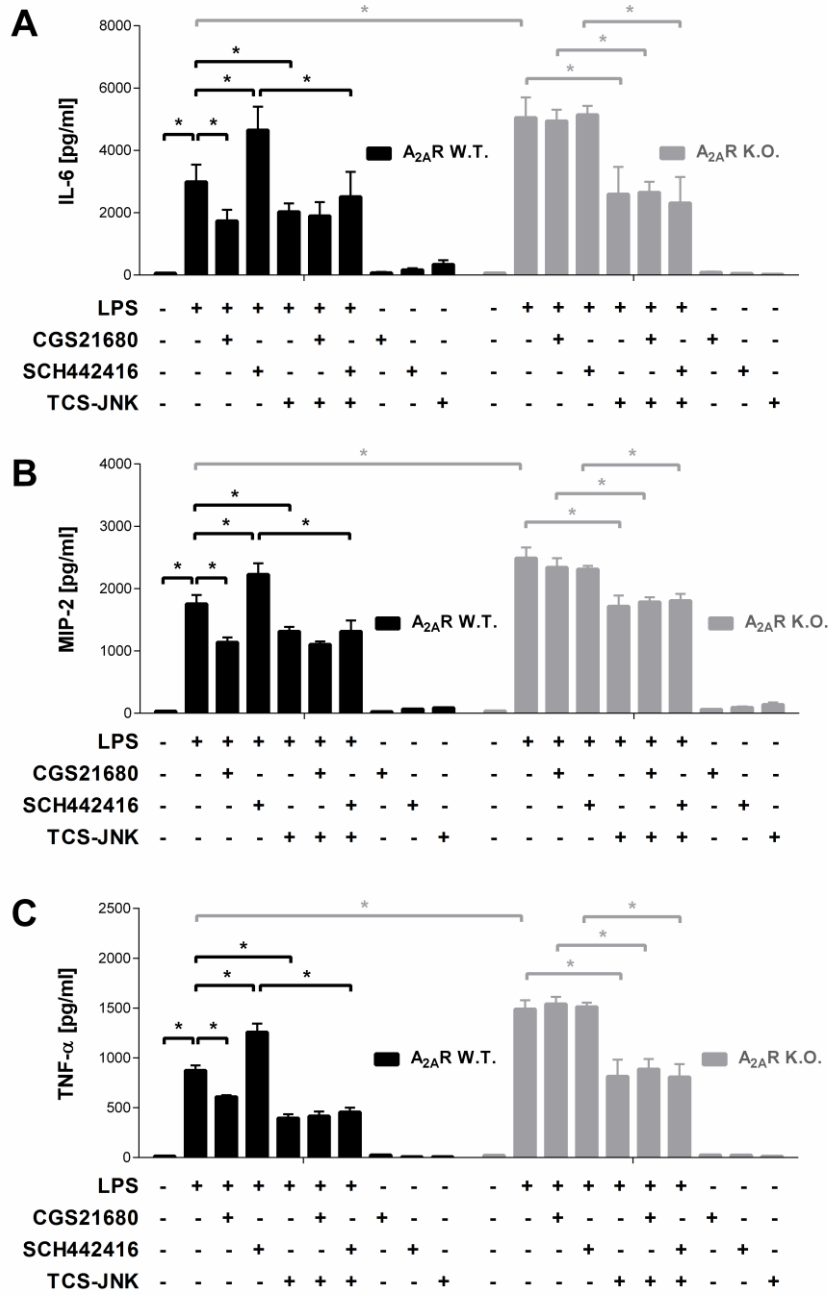 A
8000
*
*
*
*
6000
*
*
*
*
*
A2AR W.T.
A2AR K.O.
IL-6 [pg/ml]
4000
2000
0
LPS - + + + + + + - - - - + + + + + + - - -
CGS21680 - - + - - + - + - - - - + - - + - + - -
SCH442416 - - - + - - + - + - - - - + - - + - + -
TCS-JNK - - - - + + + - - + - - - - + + + - - +
B
4000
*
*
*
*
*
3000
*
*
*
*
MIP-2 [pg/ml]
2000
A2AR W.T.
A2AR K.O.
1000
0
LPS - + + + + + + - - - - + + + + + + - - -
CGS21680 - - + - - + - + - - - - + - - + - + - -
SCH442416 - - - + - - + - + - - - - + - - + - + -
TCS-JNK - - - - + + + - - + - - - - + + + - - +
C
2500
*
*
*
*
2000
*
*
*
*
*
1500
TNF-α [pg/ml]
1000
A2AR W.T.
A2AR K.O.
500
0
LPS - + + + + + + - - - - + + + + + + - - -
CGS21680 - - + - - + - + - - - - + - - + - + - -
SCH442416 - - - + - - + - + - - - - + - - + - + -
TCS-JNK - - - - + + + - - + - - - - + + + - - +